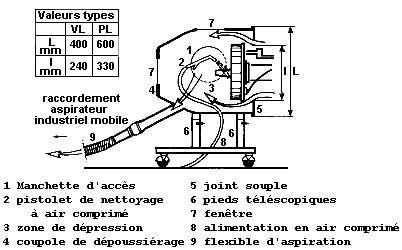 Valeurs types
VL PL
L mm 400 600
l mm 240 330
7
1
2
7
3
4
l
L
raccordement
aspirateur
industriel mobile
9
6
8
6
5
1 Manchette d'accès
2 pistolet de nettoyage
à air comprimé
3 zone de dépression
4 coupole de dépoussiérage
5 joint souple
6 pieds téléscopiques
7 fenêtre
8 alimentation en air comprimé
9 flexible d'aspiration